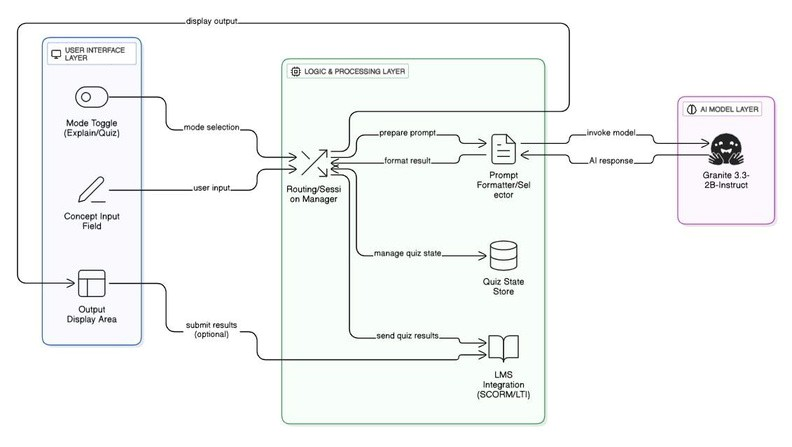 display output
USER INTERFACE
LAYER
Mode Toggle
(Explain/Quiz)
mode selection
Concept Input
Field
user input
Output
Display Area
submit results
(optional)
LOGIC & PROCESSING LAYER
Routing/Sessi
on Manager
prepare prompt
format result
Prompt
Formatter/Sel
ector
manage quiz state
Quiz State
Store
send quiz results
LMS
Integration
(SCORM/LTI)
invoke model
AI response
AI MODEL LAYER
Granite 3.3-
2B-Instruct